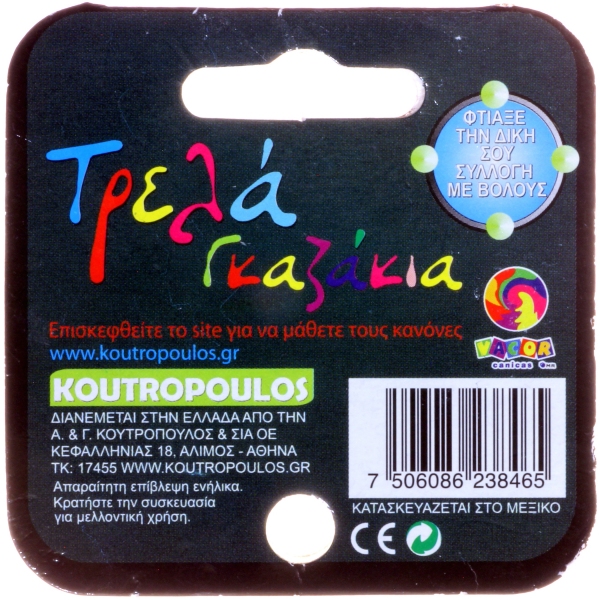 Τρελά
γκαζάκια
ΦΤΙΑΞΕ
ΤΗΝ ΔΙΚΗ
ΣΟΥ
ΣΥΛΛΟΓΗ
ΜΕ ΒΟΛΟΥΣ
Επισκεφθείτε το site για να μάθετε τους κανόνες
www.koutropoulos.gr
VACOR
canicas
KOUTROPOULOS
ΔΙΑΝΕΜΕΤΑΙ ΣΤΗΝ ΕΛΛΑΔΑ ΑΠΟ ΤΗΝ
Α. & Γ. ΚΟΥΤΡΟΠΟΥΛΟΣ & ΣΙΑ ΟΕ
ΚΕΦΑΛΛΗΝΙΑΣ 18, ΑΛΙΜΟΣ - ΑΘΗΝΑ
ΤΚ: 17455 WWW.KOUTROPOULOS.GR
Απαραίτητη επίβλεψη ενήλικα.
Κρατήστε την συσκευασία
για μελλοντική χρήση.
7 506086 238465
ΚΑΤΑΣΚΕΥΑΖΕΤΑΙ ΣΤΟ ΜΕΞΙΚΟ
CE